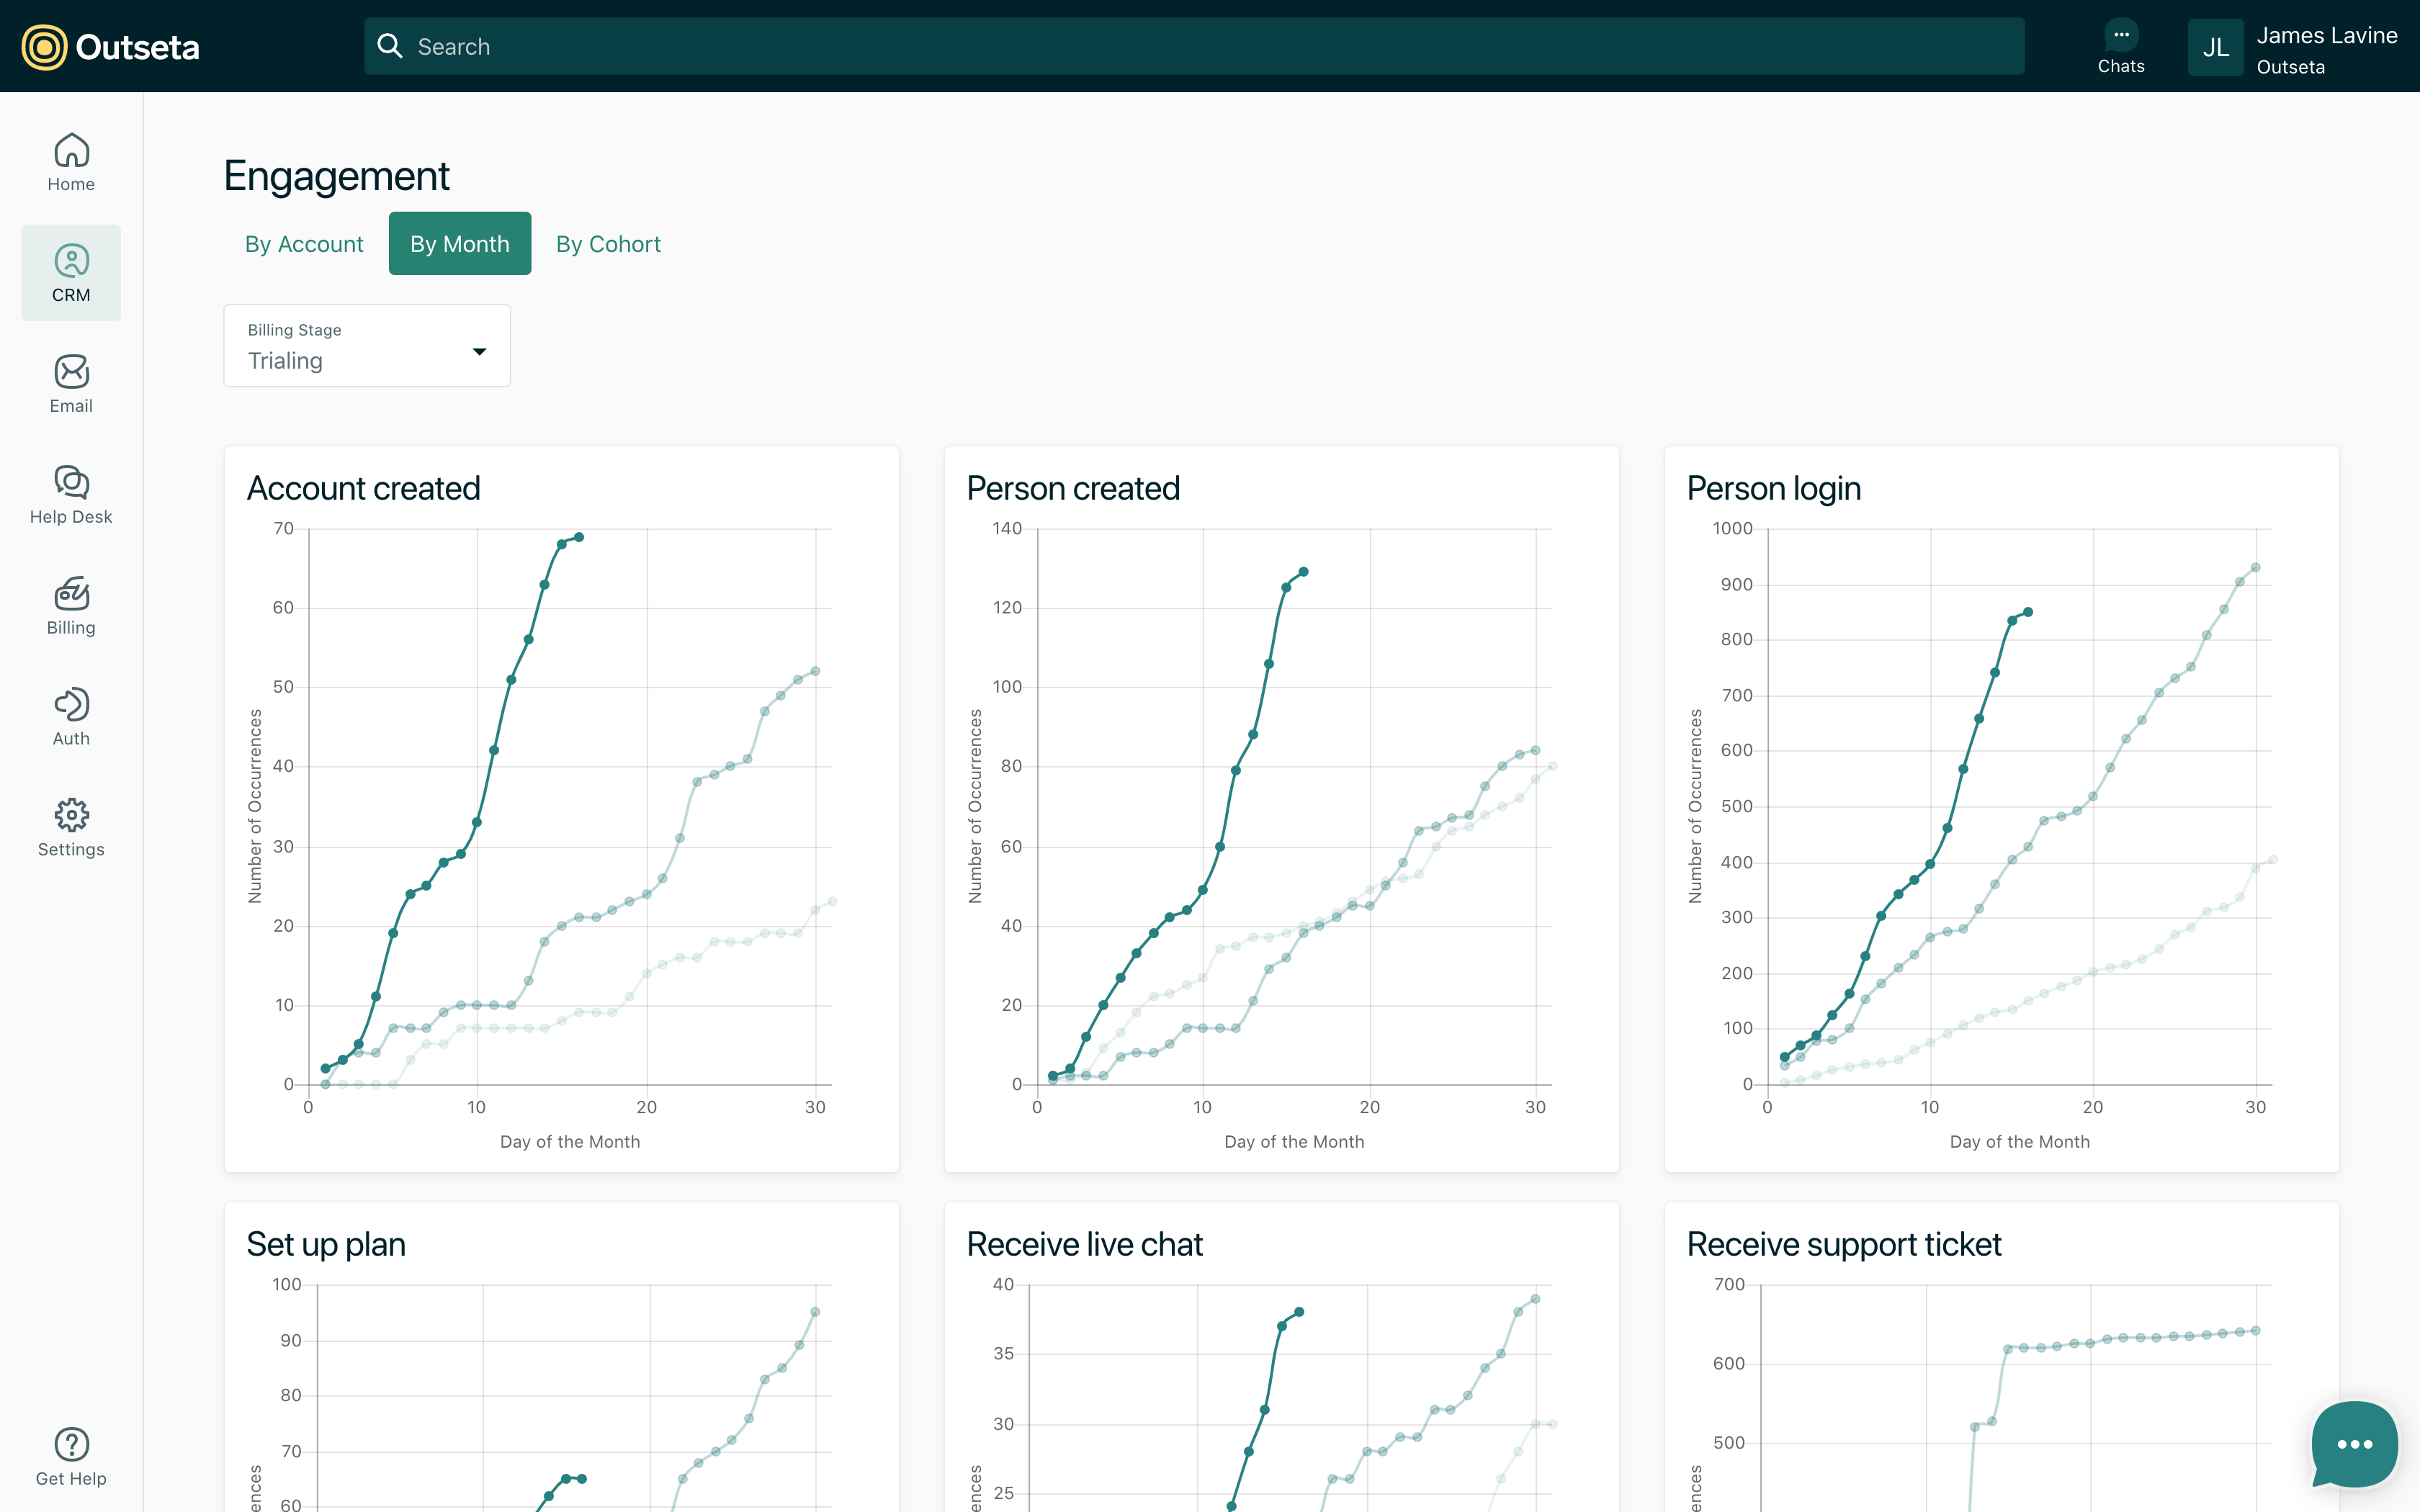 Outseta
Search
Chats
JL
James Lavine
Outseta
Home
CRM
Email
Help Desk
Billing
Auth
Settings
Get Help
Engagement
By Account
By Month
By Cohort
Billing Stage
Trialing
Account created
70
60
50
40
30
20
10
0
Number of Occurrences
0 10 20 30
Day of the Month
Person created
140
120
100
80
60
40
20
0
Number of Occurrences
0 10 20 30
Day of the Month
Person login
1000
900
800
700
600
500
400
300
200
100
0
Number of Occurrences
0 10 20 30
Day of the Month
Set up plan
100
90
80
70
60
ences
Receive live chat
40
35
30
25
ences
Receive support ticket
700
600
500
ences